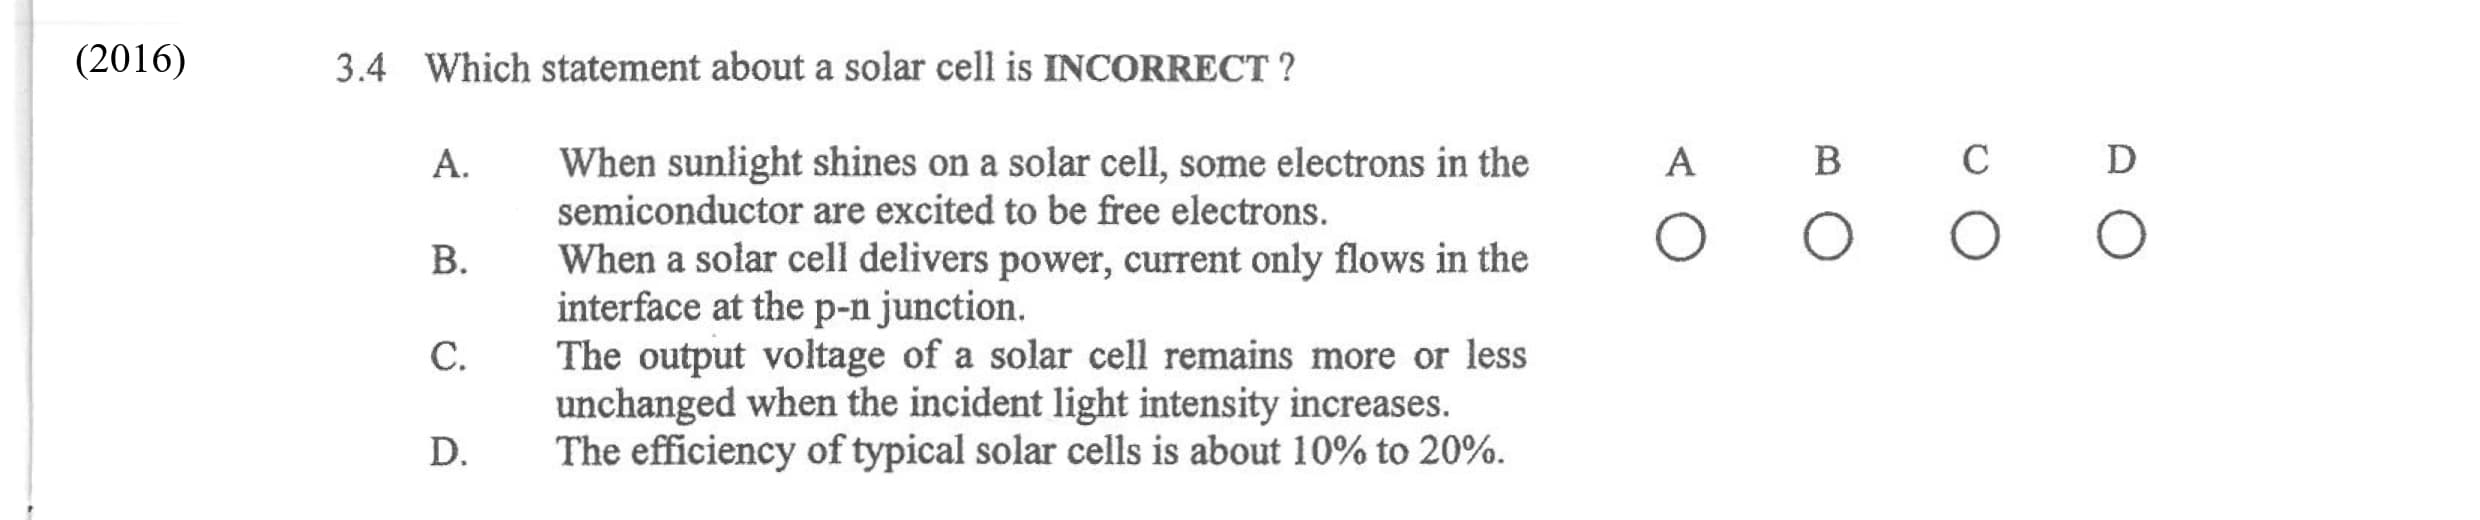 (2016)
3.4 Which statement about a solar cell is INCORRECT ?
A. When sunlight shines on a solar cell, some electrons in the
semiconductor are excited to be free electrons.
B. When a solar cell delivers power, current only flows in the
interface at the p-n junction.
C. The output voltage of a solar cell remains more or less
unchanged when the incident light intensity increases.
D. The efficiency of typical solar cells is about 10% to 20%.
A B C D